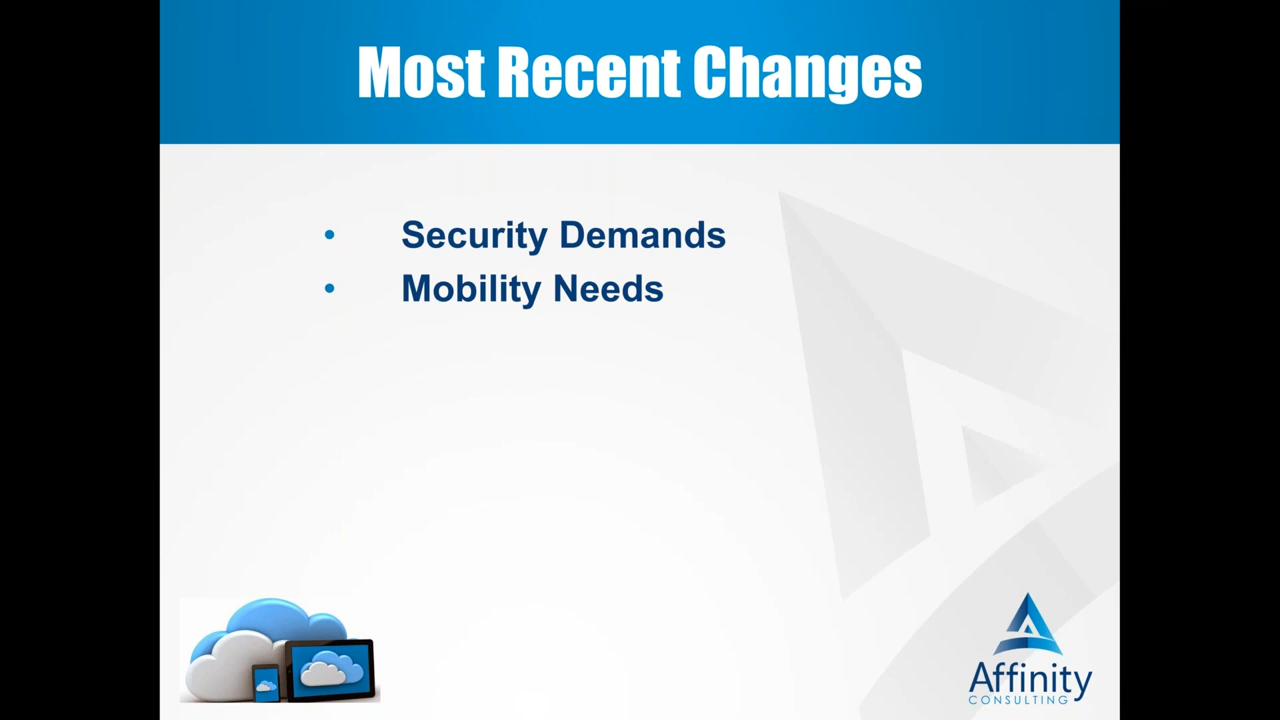 Most Recent Changes
• Security Demands
• Mobility Needs
Affinity
CONSULTING